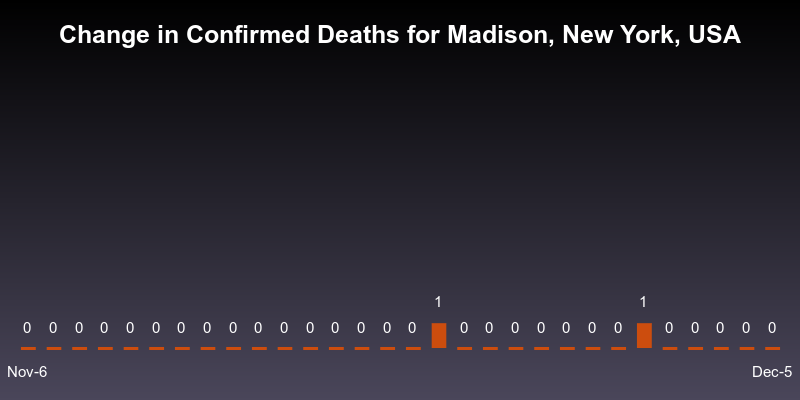 Change in Confirmed Deaths for Madison, New York, USA
1 1
0 0 0 0 0 0 0 0 0 0 0 0 0 0 0 0 0 0 0 0 0 0 0 0 0 0 0 0
Nov-6 Dec-5